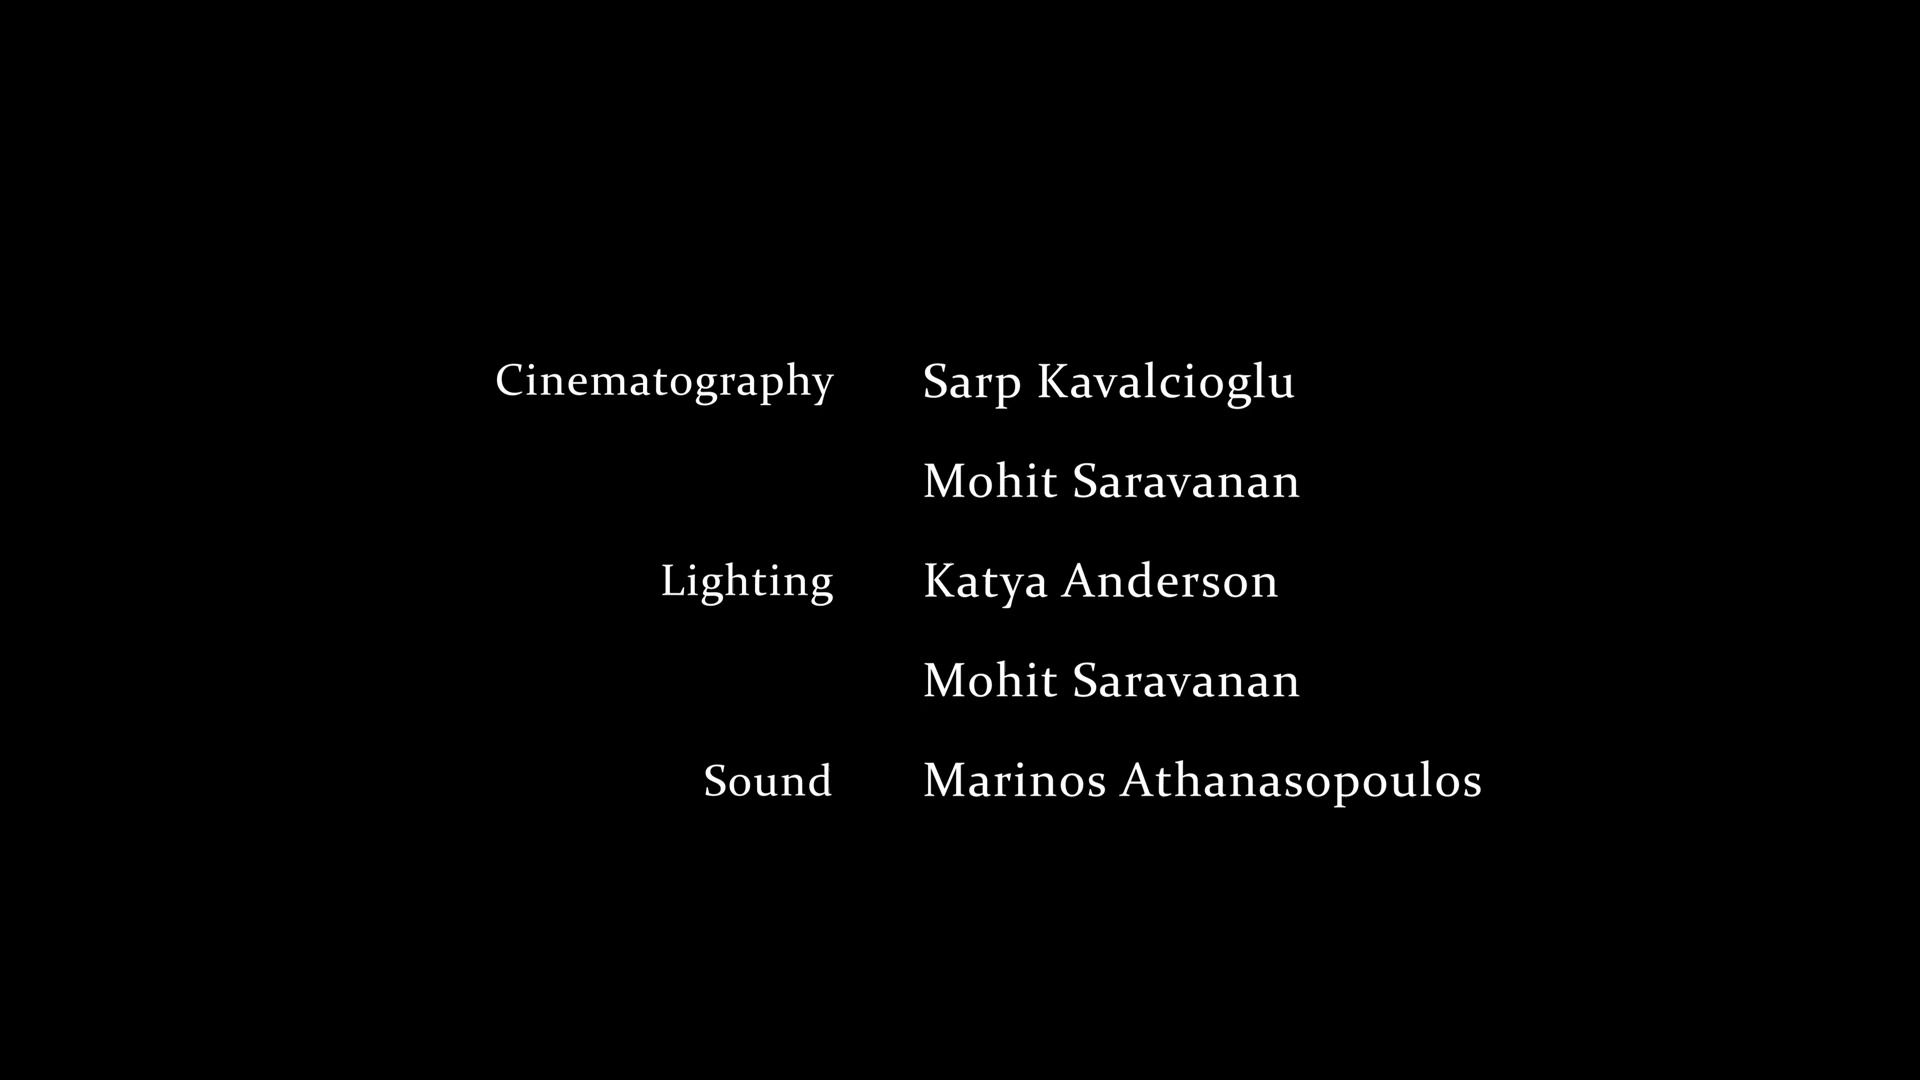 Cinematography Sarp Kavalcioglu
Mohit Saravanan
Lighting Katya Anderson
Mohit Saravanan
Sound Marinos Athanasopoulos